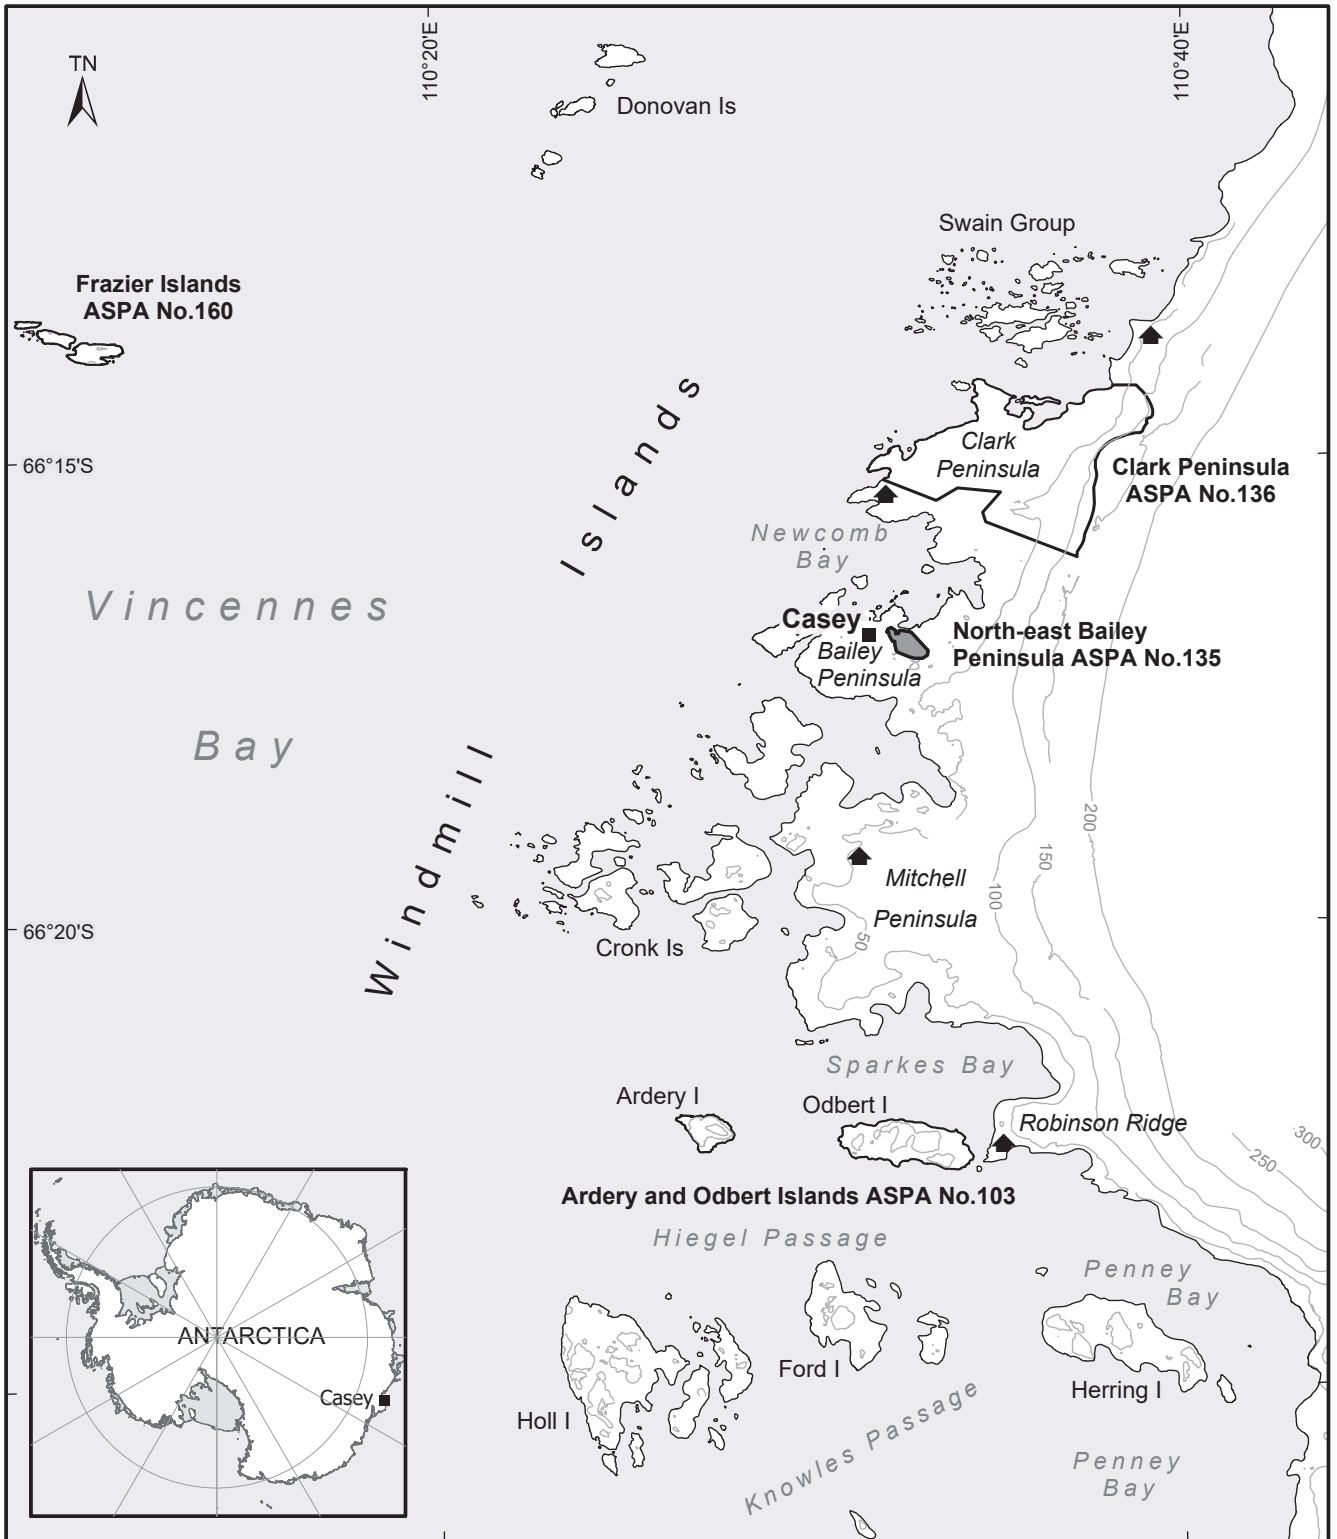 110°20'E
110°40'E
TN
Donovan Is
Swain Group
Frazier Islands
ASPA No.160
Clark
Peninsula
66°15'S
Clark Peninsula
ASPA No.136
Newcomb
Bay
Windmill Islands
Vincennes
Bay
Casey
Bailey
Peninsula
North-east Bailey
Peninsula ASPA No.135
200
150
100
50
Mitchell
Peninsula
66°20'S
Cronk Is
Sparkes Bay
Ardery I
Odbert I
Robinson Ridge
300
250
Ardery and Odbert Islands ASPA No.103
Hiegel Passage
Penney
Bay
ANTARCTICA
Casey
Ford I
Herring I
Holl I
Knowles Passage
Penney
Bay